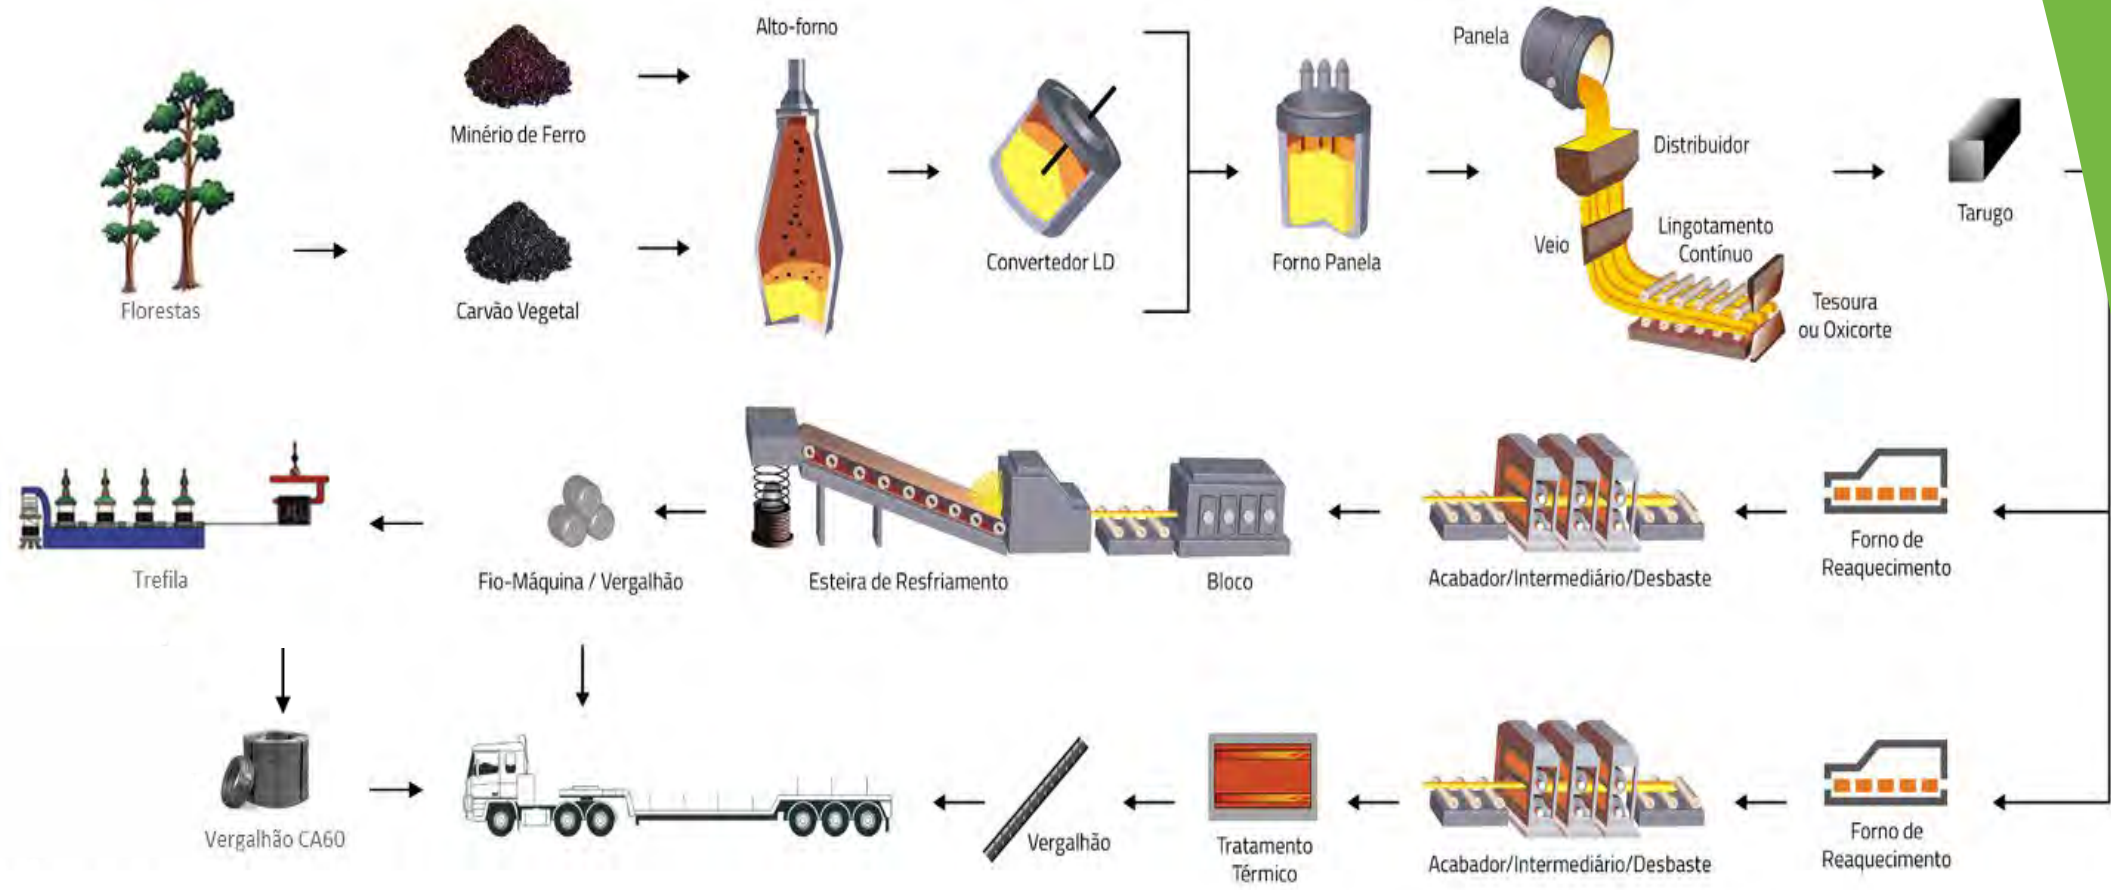 Alto-forno
Minério de Ferro
Carvão Vegetal
Florestas
Convertedor LD
Forno Panela
Panela
Distribuidor
Veio
Lingotamento
Contínuo
Tesoura
ou Oxicorte
Tarugo
Trefila
Fio-Máquina / Vergalhão
Esteira de Resfriamento
Bloco
Acabador/Intermediário/Desbaste
Forno de
Reaquecimento
Vergalhão CA60
Vergalhão
Tratamento
Térmico
Acabador/Intermediário/Desbaste
Forno de
Reaquecimento